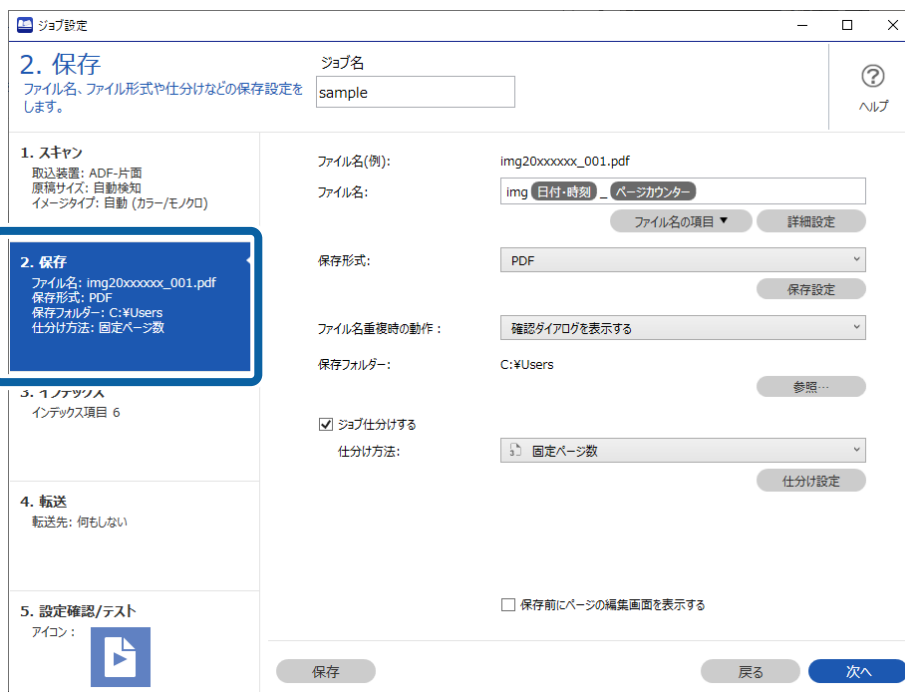 ジョブ設定
2. 保存
ファイル名、ファイル形式や仕分けなどの保存設定を
します。
ジョブ名
sample
ヘルプ
1. スキャン
取込装置: ADF-片面
原稿サイズ: 自動検知
イメージタイプ: 自動 (カラー/モノクロ)
2. 保存
ファイル名: img20xxxxxx_001.pdf
保存形式: PDF
保存フォルダー: C:¥Users
仕分け方法: 固定ページ数
3. インデックス
インデックス項目 6
4. 転送
転送先: 何もしない
5. 設定確認/テスト
アイコン :
ファイル名(例): img20xxxxxx_001.pdf
ファイル名: img 日付・時刻 _ ページカウンター
ファイル名の項目 ▼ 詳細設定
保存形式: PDF
保存設定
ファイル名重複時の動作 : 確認ダイアログを表示する
保存フォルダー: C:¥Users
参照…
ジョブ仕分けする
仕分け方法: 固定ページ数
仕分け設定
保存前にページの編集画面を表示する
保存 戻る 次へ